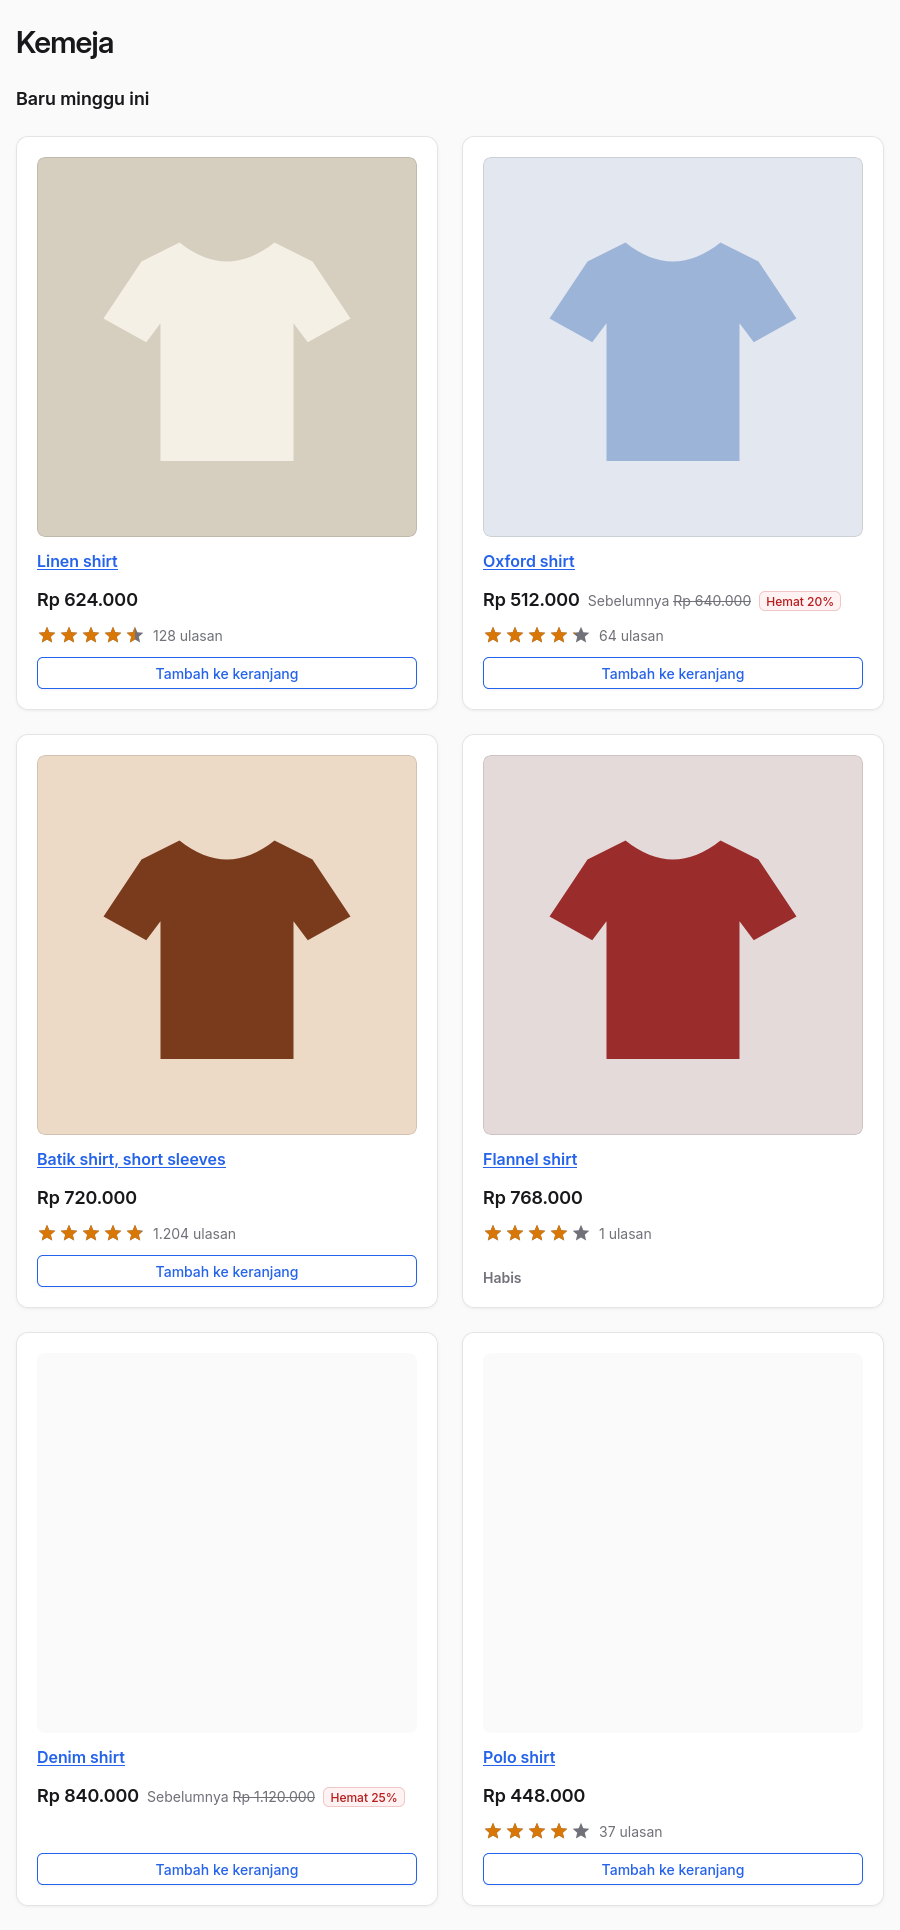 Kemeja
Baru minggu ini
Linen shirt
Rp 624.000
128 ulasan
Tambah ke keranjang
Oxford shirt
Rp 512.000 Sebelumnya Rp 640.000 Hemat 20%
64 ulasan
Tambah ke keranjang
Batik shirt, short sleeves
Rp 720.000
1.204 ulasan
Tambah ke keranjang
Flannel shirt
Rp 768.000
1 ulasan
Habis
Denim shirt
Rp 840.000 Sebelumnya Rp 1.120.000 Hemat 25%
Tambah ke keranjang
Polo shirt
Rp 448.000
37 ulasan
Tambah ke keranjang